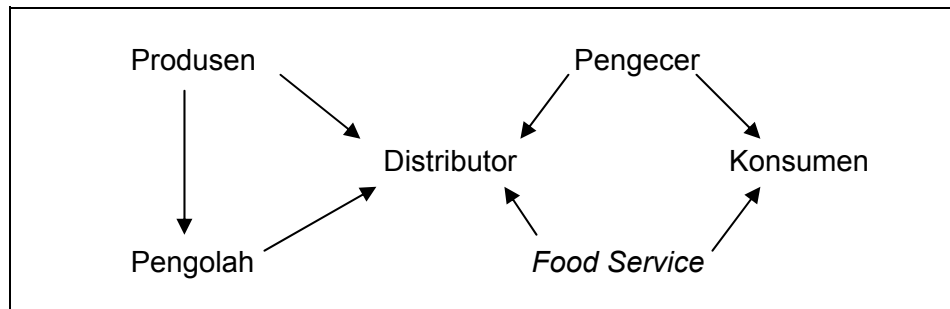 Produsen Pengecer
Distributor Konsumen
Pengolah Food Service